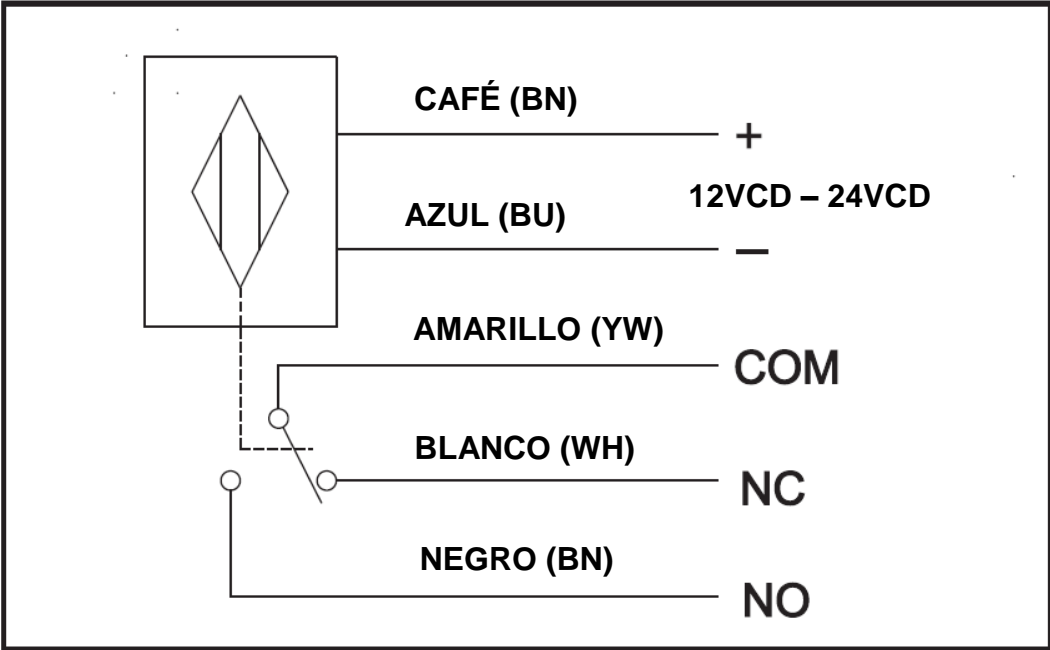 CAFÉ (BN)
+
12VCD – 24VCD
AZUL (BU)
—
AMARILLO (YW)
COM
BLANCO (WH)
NC
NEGRO (BN)
NO